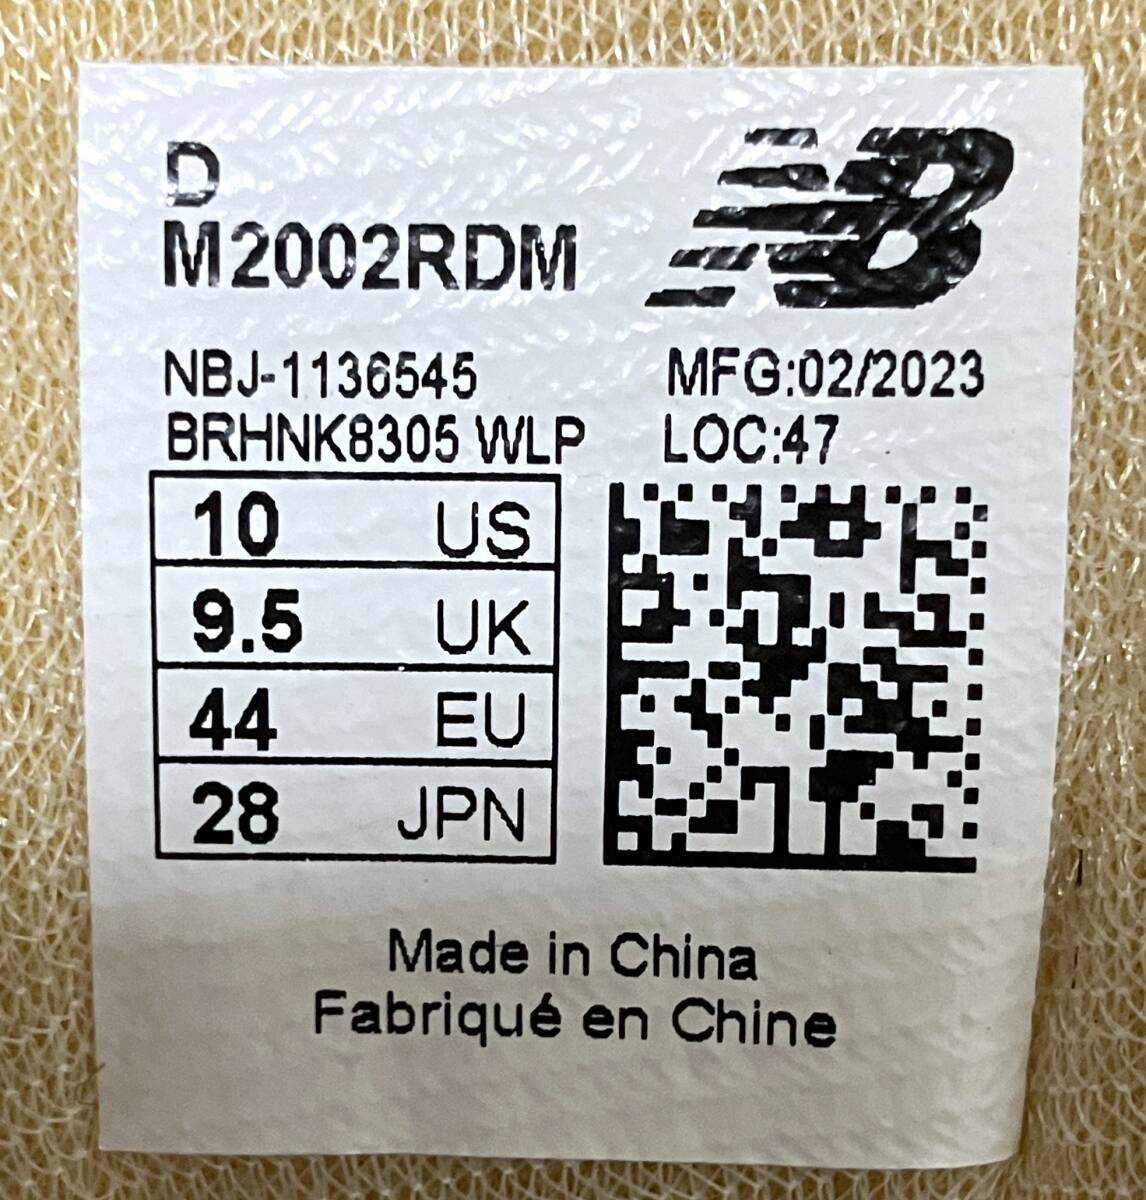 D
M2002RDM
NBJ-1136545
MFG:02/2023
BRHNK8305 WLP
LOC:47
10 US
9.5 UK
44 EU
28 JPN
Made in China
Fabriqué en Chine